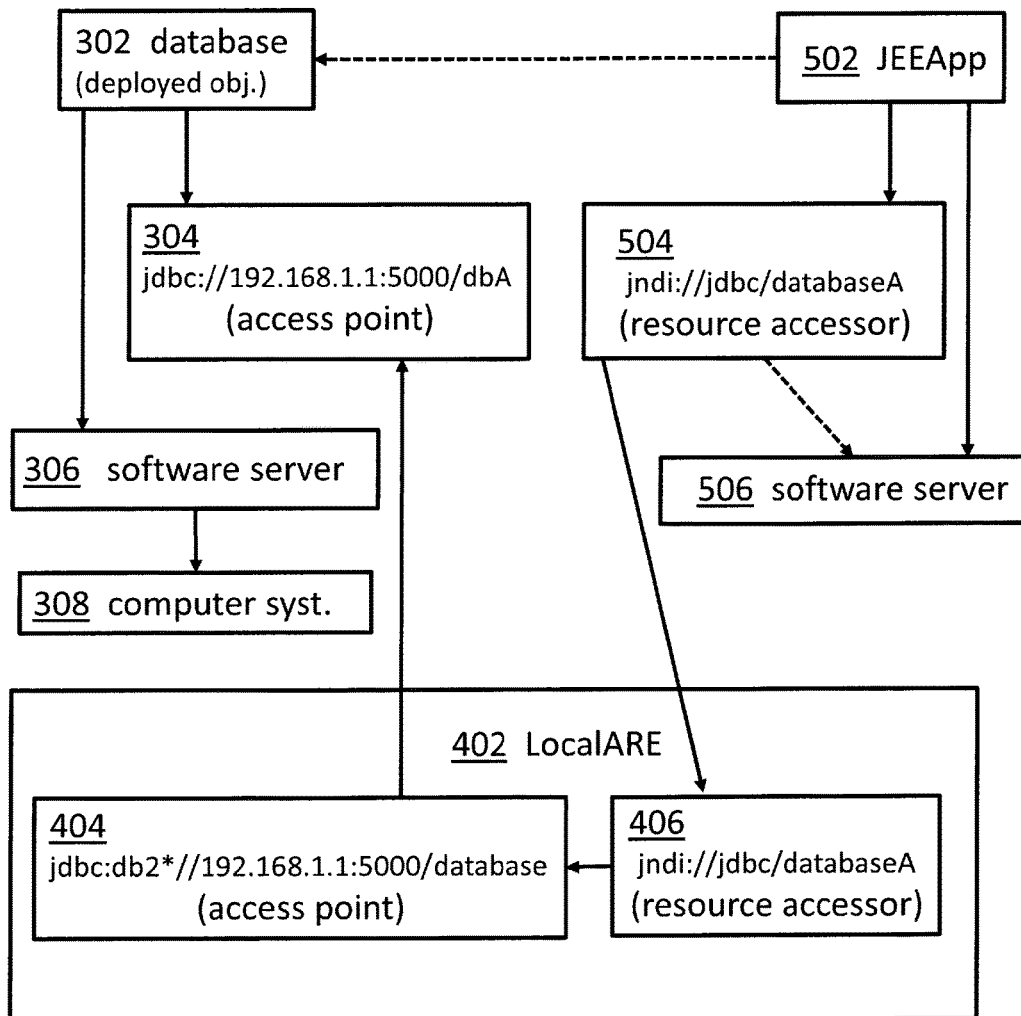 302 database
(deployed obj.)
502 JEEApp
304
jdbc://192.168.1.1:5000/dbA
(access point)
504
jndi://jdbc/databaseA
(resource accessor)
306 software server
506 software server
308 computer syst.
402 LocalARE
404
jdbc:db2*//192.168.1.1:5000/database
(access point)
406
jndi://jdbc/databaseA
(resource accessor)